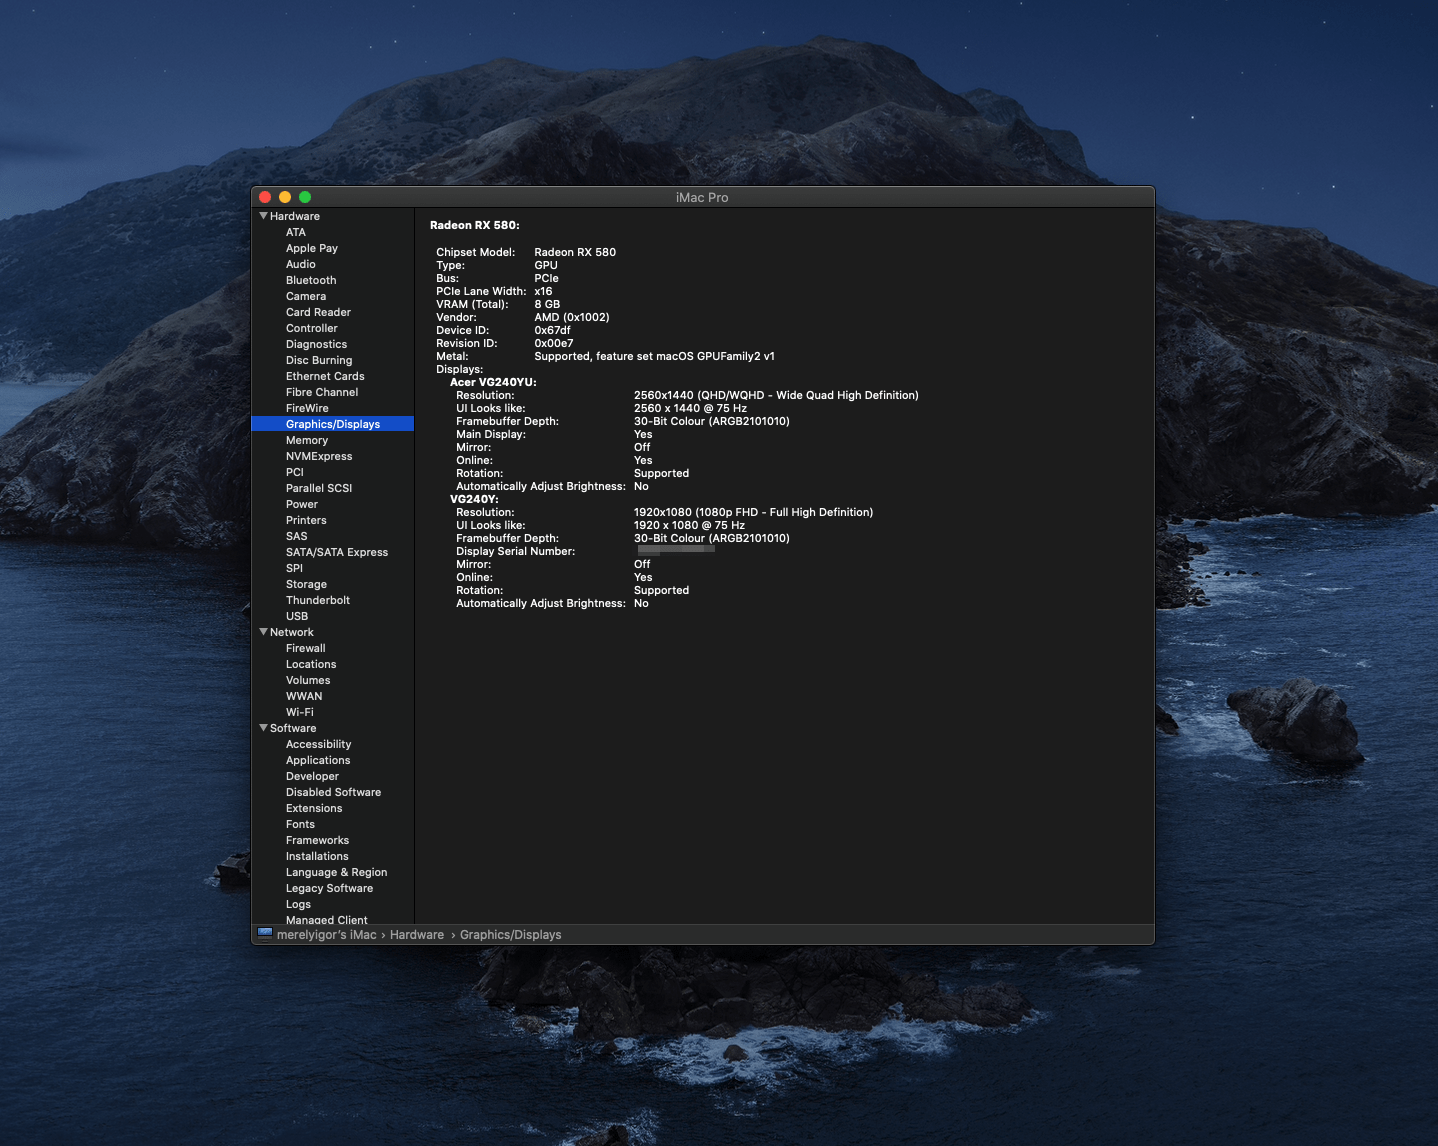 iMac Pro
Hardware
ATA
Apple Pay
Audio
Bluetooth
Camera
Card Reader
Controller
Diagnostics
Disc Burning
Ethernet Cards
Fibre Channel
FireWire
Graphics/Displays
Memory
NVMExpress
PCI
Parallel SCSI
Power
Printers
SAS
SATA/SATA Express
SPI
Storage
Thunderbolt
USB
Network
Firewall
Locations
Volumes
WWAN
Wi-Fi
Software
Accessibility
Applications
Developer
Disabled Software
Extensions
Fonts
Frameworks
Installations
Language & Region
Legacy Software
Logs
Managed Client
Radeon RX 580:
Chipset Model: Radeon RX 580
Type: GPU
Bus: PCIe
PCIe Lane Width: x16
VRAM (Total): 8 GB
Vendor: AMD (0x1002)
Device ID: 0x67df
Revision ID: 0x00e7
Metal: Supported, feature set macOS GPUFamily2 v1
Displays:
Acer VG240YU:
Resolution: 2560x1440 (QHD/WQHD - Wide Quad High Definition)
UI Looks like: 2560 x 1440 @ 75 Hz
Framebuffer Depth: 30-Bit Colour (ARGB2101010)
Main Display: Yes
Mirror: Off
Online: Yes
Rotation: Supported
Automatically Adjust Brightness: No
VG240Y:
Resolution: 1920x1080 (1080p FHD - Full High Definition)
UI Looks like: 1920 x 1080 @ 75 Hz
Framebuffer Depth: 30-Bit Colour (ARGB2101010)
Display Serial Number:
Mirror: Off
Online: Yes
Rotation: Supported
Automatically Adjust Brightness: No
merelyigor's iMac › Hardware › Graphics/Displays